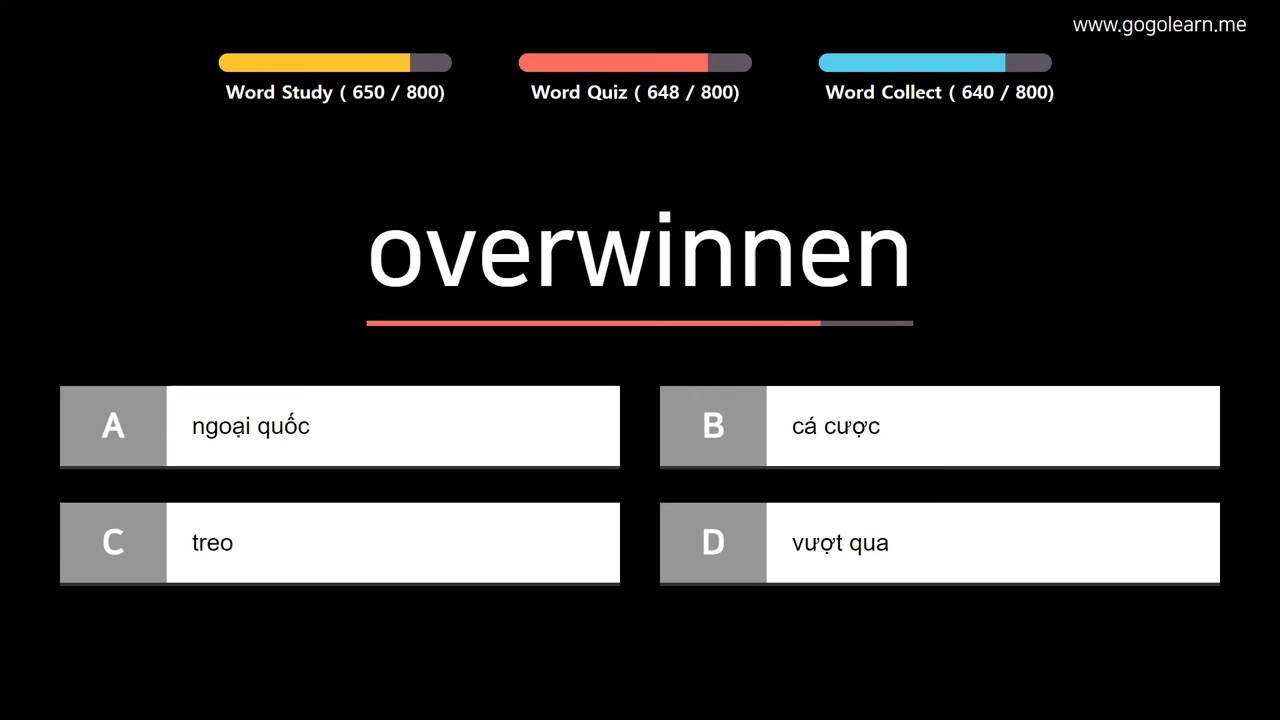 www.gogolearn.me
Word Study ( 650 / 800)
Word Quiz ( 648 / 800)
Word Collect ( 640 / 800)
overwinnen
A ngoại quốc
B cá cược
C treo
D vượt qua